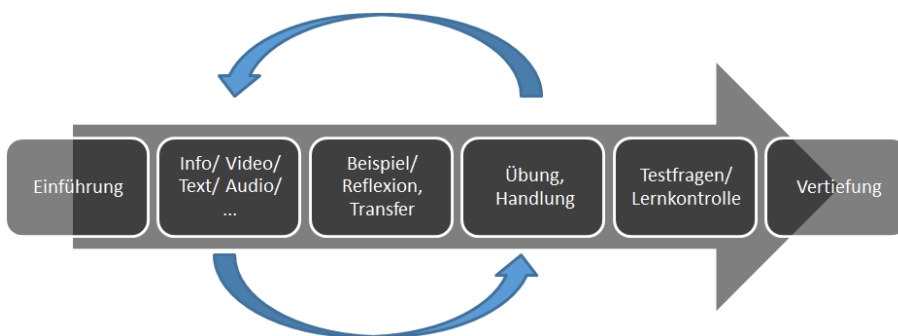 Einführung
Info/ Video/
Text/ Audio/
...
Beispiel/
Reflexion,
Transfer
Übung,
Handlung
Testfragen/
Lernkontrolle
Vertiefung